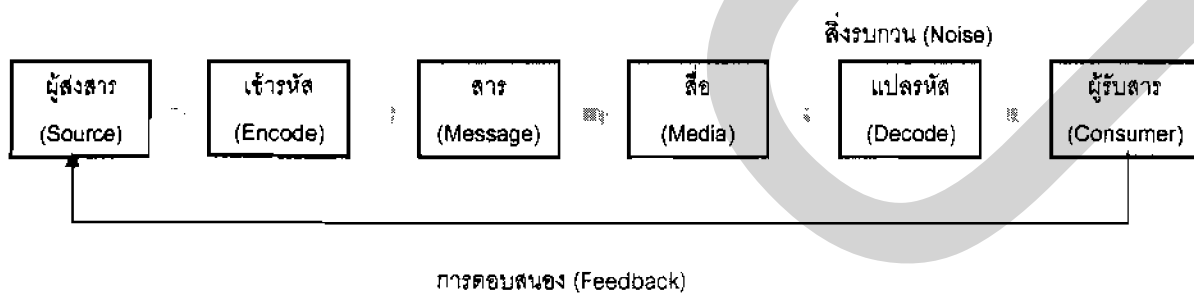 สิ่งรบกวน (Noise)
ผู้ส่งสาร เข้ารหัส สาร สื่อ แปลรหัส ผู้รับสาร
(Source) (Encode) (Message) (Media) (Decode) (Consumer)
การตอบสนอง (Feedback)